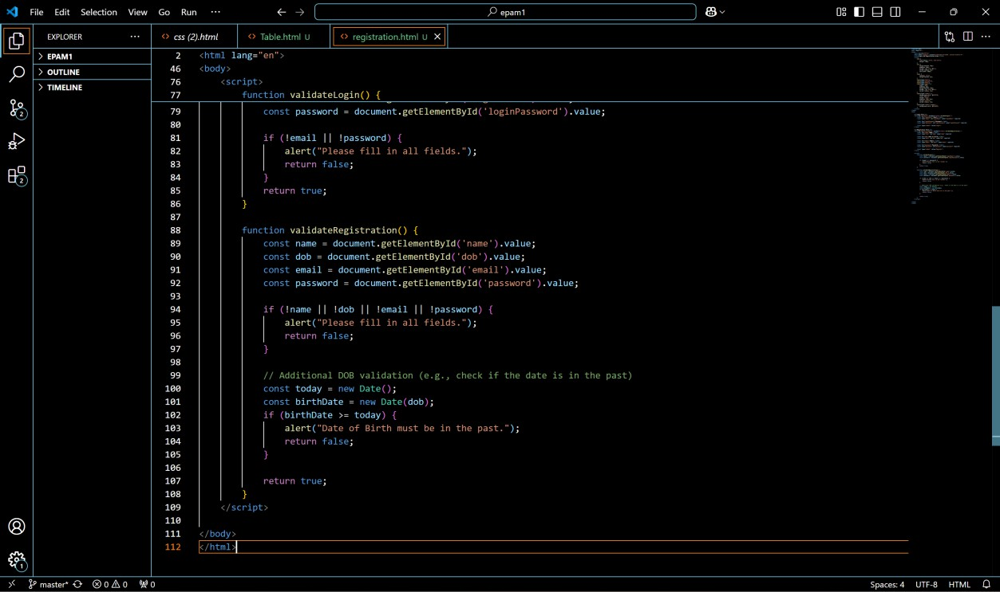 File Edit Selection View Go Run ··· epam1
EXPLORER ···
EPAM1
OUTLINE
TIMELINE
css (2).html
Table.html U
registration.html U
2 <html lang="en">
46 <body>
76 <script>
77 function validateLogin() {
79 const password = document.getElementById('loginPassword').value;
80
81 if (!email || !password) {
82 alert("Please fill in all fields.");
83 return false;
84 }
85 return true;
86 }
87
88 function validateRegistration() {
89 const name = document.getElementById('name').value;
90 const dob = document.getElementById('dob').value;
91 const email = document.getElementById('email').value;
92 const password = document.getElementById('password').value;
93
94 if (!name || !dob || !email || !password) {
95 alert("Please fill in all fields.");
96 return false;
97 }
98
99 // Additional DOB validation (e.g., check if the date is in the past)
100 const today = new Date();
101 const birthDate = new Date(dob);
102 if (birthDate >= today) {
103 alert("Date of Birth must be in the past.");
104 return false;
105 }
106
107 return true;
108 }
109 </script>
110
111 </body>
112 </html>
2
2
1
master* 0 0 0 Spaces: 4 UTF-8 HTML